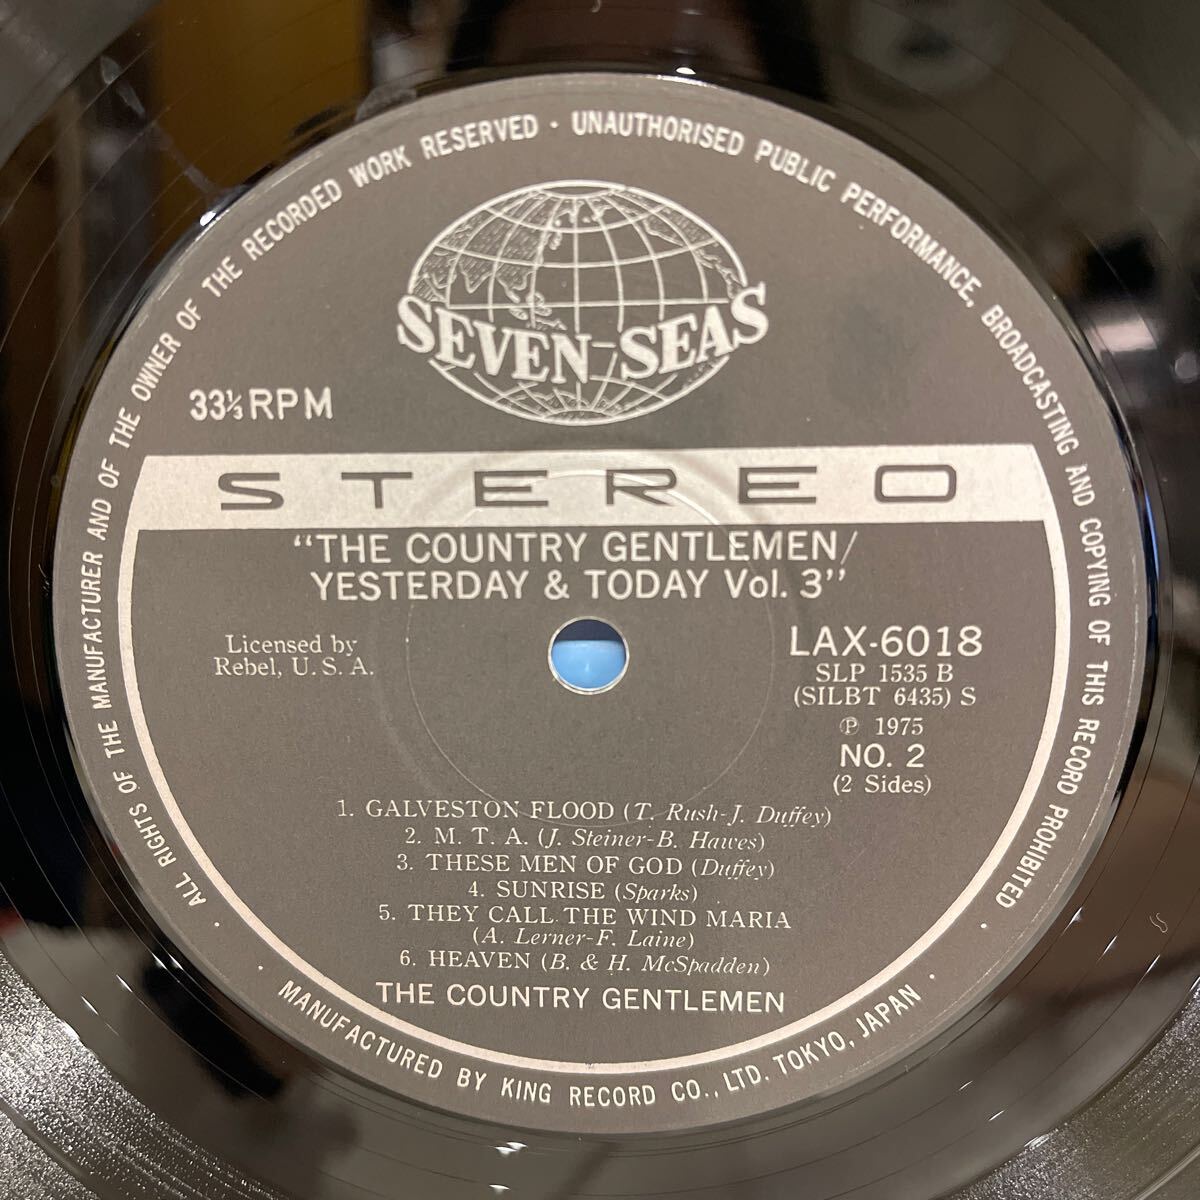 ALL RIGHTS OF THE MANUFACTURER AND OF THE OWNER OF THE RECORDED WORK RESERVED · UNAUTHORISED PUBLIC PERFORMANCE, BROADCASTING AND COPYING OF THIS RECORD PROHIBITED ·
SEVEN-SEAS
33⅓ RPM
STEREO
"THE COUNTRY GENTLEMEN/
YESTERDAY & TODAY Vol. 3"
Licensed by
Rebel, U. S. A.
LAX-6018
SLP 1535 B
(SILBT 6435) S
Ⓟ 1975
NO. 2
(2 Sides)
1. GALVESTON FLOOD (T. Rush-J. Duffey)
2. M. T. A. (J. Steiner-B. Hawes)
3. THESE MEN OF GOD (Duffey)
4. SUNRISE (Sparks)
5. THEY CALL THE WIND MARIA
(A. Lerner-F. Laine)
6. HEAVEN (B. & H. McSpadden)
THE COUNTRY GENTLEMEN
· MANUFACTURED BY KING RECORD CO., LTD. TOKYO, JAPAN ·